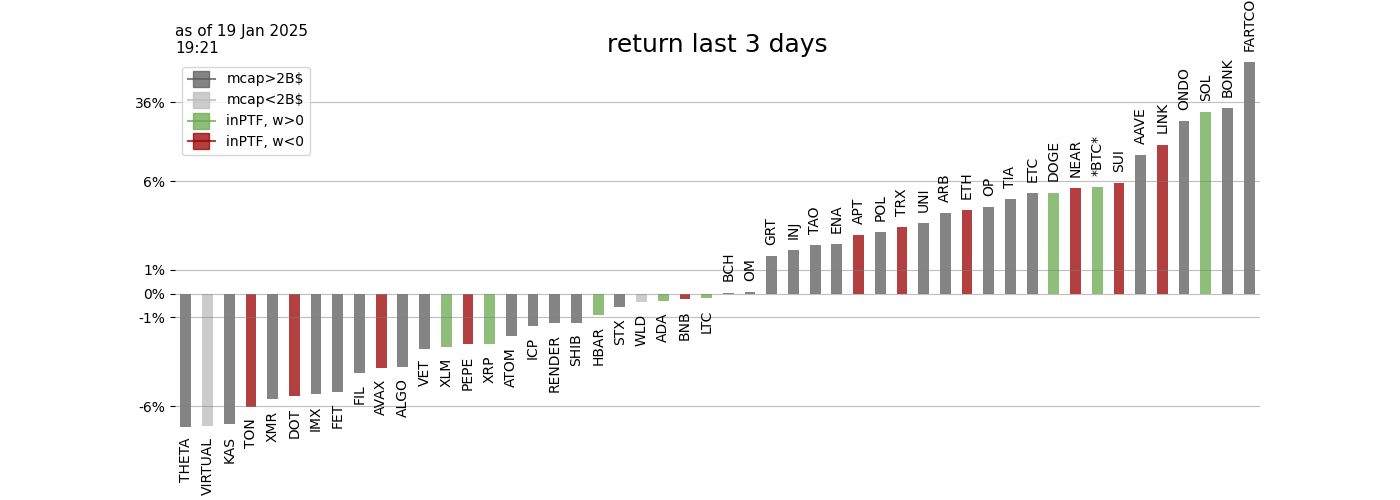 as of 19 Jan 2025
19:21
return last 3 days
mcap>2B$
mcap<2B$
inPTF, w>0
inPTF, w<0
36%
6%
1%
0%
-1%
-6%
THETA
VIRTUAL
KAS
TON
XMR
DOT
IMX
FET
FIL
AVAX
ALGO
VET
XLM
PEPE
XRP
ATOM
ICP
RENDER
SHIB
HBAR
STX
WLD
ADA
BNB
LTC
BCH
OM
GRT
INJ
TAO
ENA
APT
POL
TRX
UNI
ARB
ETH
OP
TIA
ETC
DOGE
NEAR
*BTC*
SUI
AAVE
LINK
ONDO
SOL
BONK
FARTCO